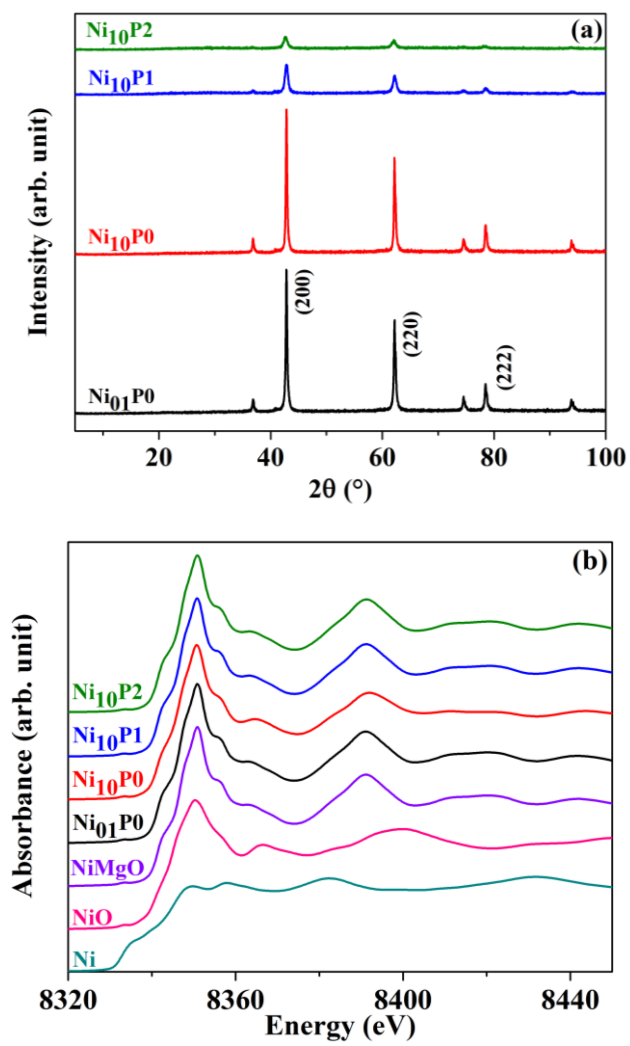 (a)
Ni10P2
Ni10P1
Ni10P0
Ni01P0
(200)
(220)
(222)
Intensity (arb. unit)
20 40 60 80 100
2θ (°)
(b)
Ni10P2
Ni10P1
Ni10P0
Ni01P0
NiMgO
NiO
Ni
Absorbance (arb. unit)
8320 8360 8400 8440
Energy (eV)